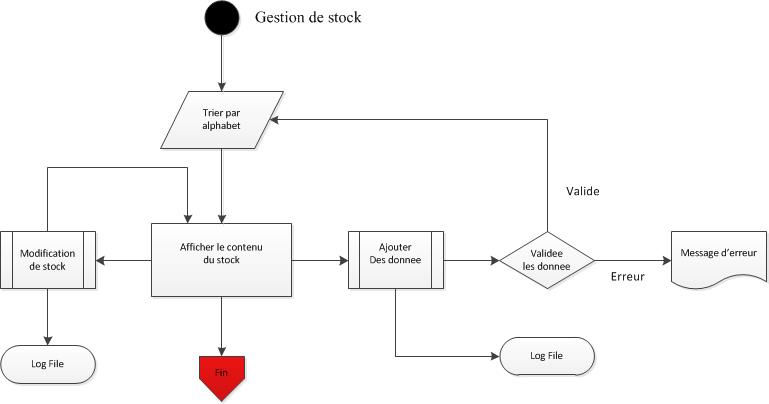 Gestion de stock
Trier par
alphabet
Valide
Modification
de stock
Afficher le contenu
du stock
Ajouter
Des donnee
Validee
les donnee
Message d'erreur
Erreur
Log File
Fin
Log File